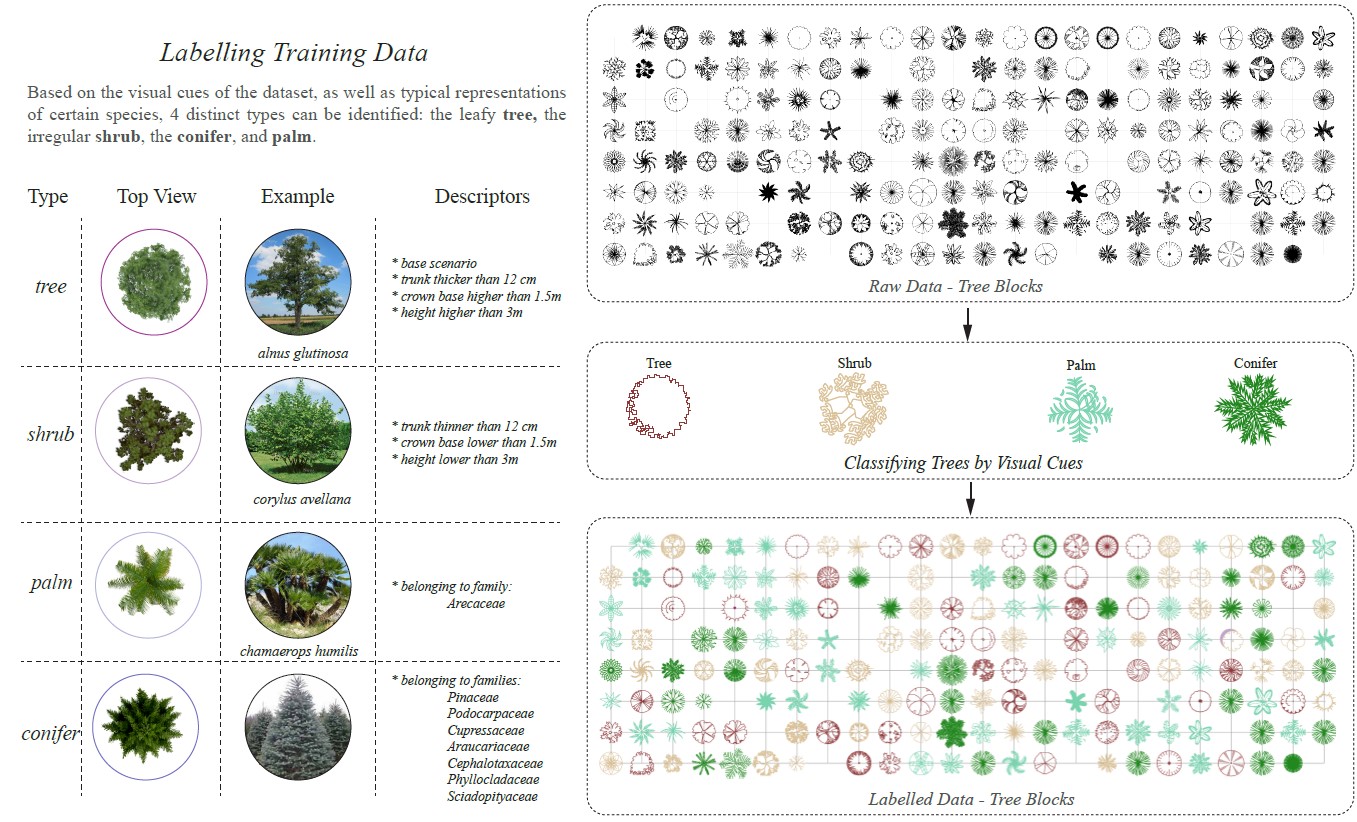 Labelling Training Data
Based on the visual cues of the dataset, as well as typical representations
of certain species, 4 distinct types can be identified: the leafy tree, the
irregular shrub, the conifer, and palm.
Type
Top View
Example
Descriptors
tree
* base scenario
* trunk thicker than 12 cm
* crown base higher than 1.5m
* height higher than 3m
alnus glutinosa
shrub
* trunk thinner than 12 cm
* crown base lower than 1.5m
* height lower than 3m
corylus avellana
palm
* belonging to family:
Arecaceae
chamaerops humilis
conifer
* belonging to families:
Pinaceae
Podocarpaceae
Cupressaceae
Araucariaceae
Cephalotaxaceae
Phyllocladaceae
Sciadopityaceae
Raw Data - Tree Blocks
Tree
Shrub
Palm
Conifer
Classifying Trees by Visual Cues
Labelled Data - Tree Blocks